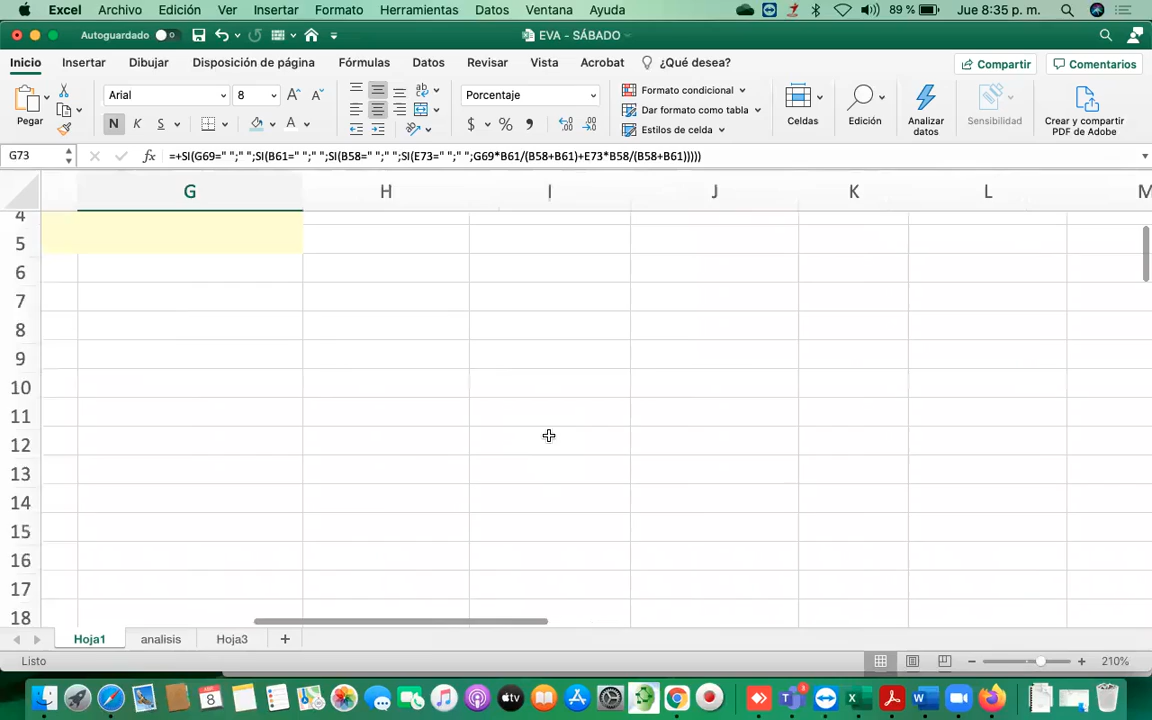 Excel Archivo Edición Ver Insertar Formato Herramientas Datos Ventana Ayuda 89 % Jue 8:35 p. m.
Autoguardado EVA - SÁBADO
Inicio Insertar Dibujar Disposición de página Fórmulas Datos Revisar Vista Acrobat ¿Qué desea? Compartir Comentarios
Pegar Arial 8 Porcentaje Formato condicional Celdas Edición Analizar datos Sensibilidad Crear y compartir PDF de Adobe
N K S $ % Dar formato como tabla
Estilos de celda
G73 fx =+SI(G69=" ";" ";SI(B61=" ";" ";SI(B58=" ";" ";SI(E73=" ";" ";G69*B61/(B58+B61)+E73*B58/(B58+B61)))))
G H I J K L M
4
5
6
7
8
9
10
11
12
13
14
15
16
17
18
Hoja1 analisis Hoja3 +
Listo 210%
8 tv 3